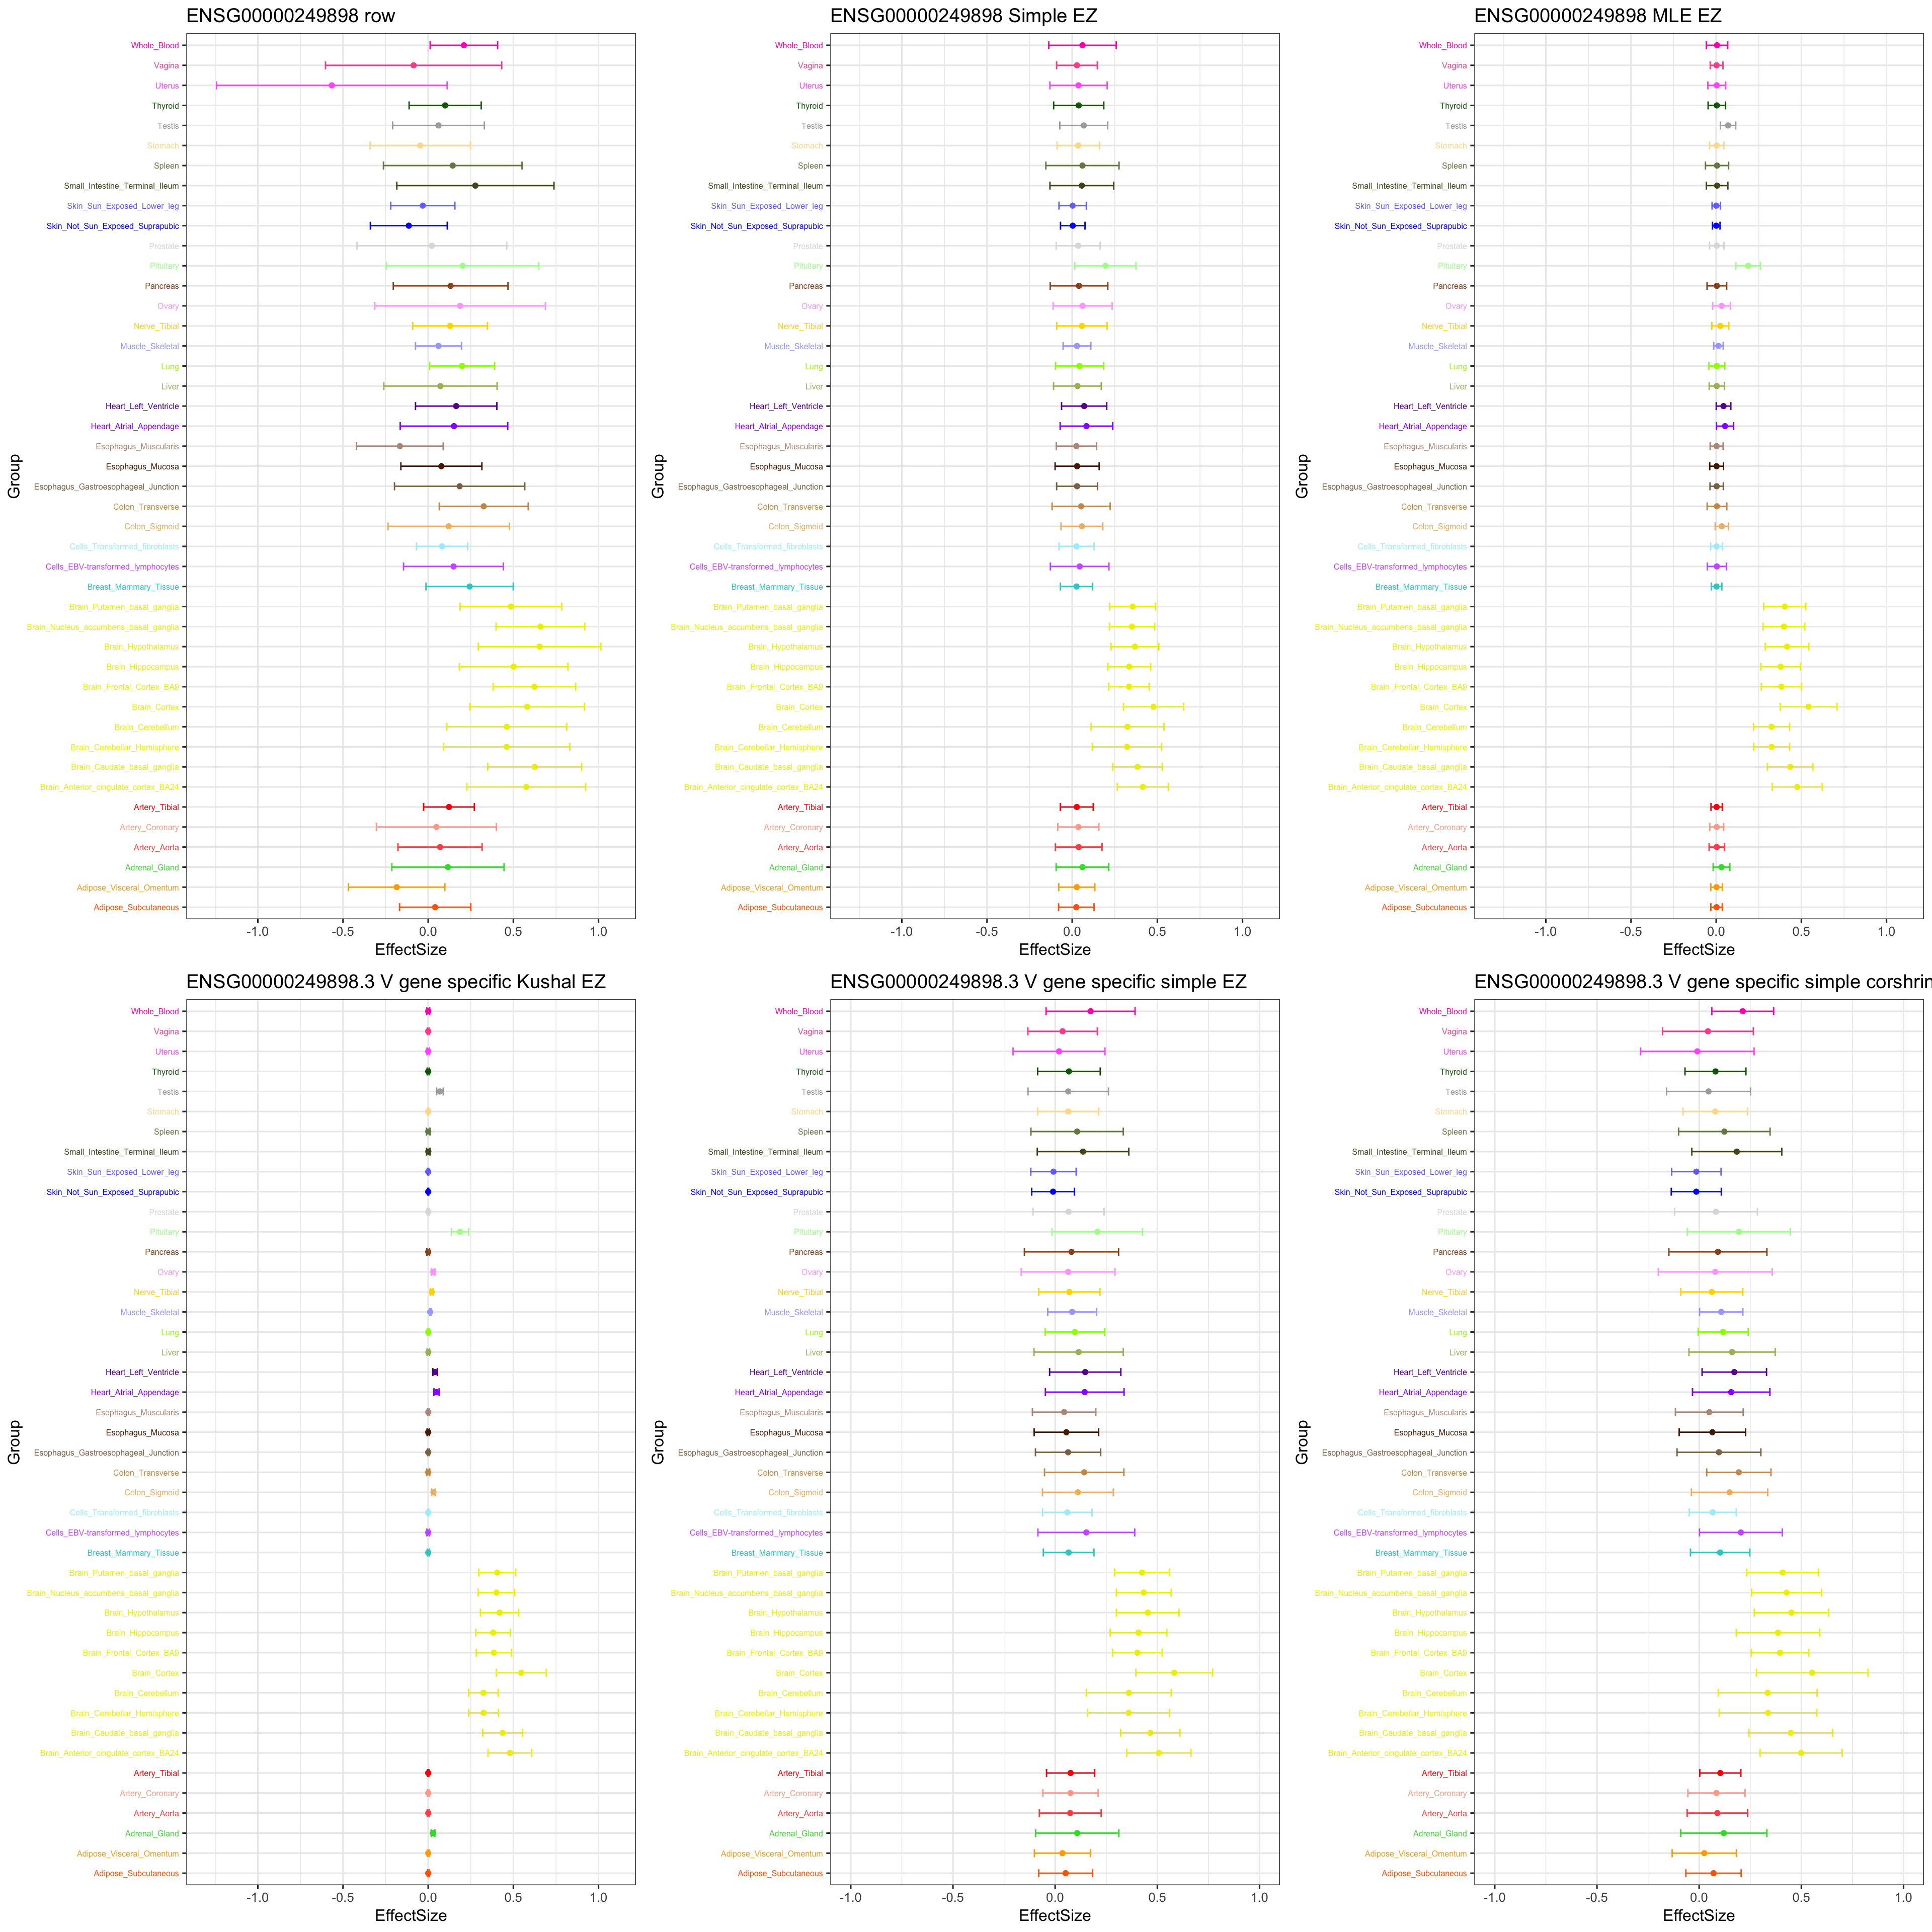 ENSG00000249898 row
Whole_Blood
Vagina
Uterus
Thyroid
Testis
Stomach
Spleen
Small_Intestine_Terminal_Ileum
Skin_Sun_Exposed_Lower_leg
Skin_Not_Sun_Exposed_Suprapubic
Prostate
Pituitary
Pancreas
Ovary
Nerve_Tibial
Muscle_Skeletal
Lung
Liver
Heart_Left_Ventricle
Heart_Atrial_Appendage
Esophagus_Muscularis
Esophagus_Mucosa
Esophagus_Gastroesophageal_Junction
Colon_Transverse
Colon_Sigmoid
Cells_Transformed_fibroblasts
Cells_EBV-transformed_lymphocytes
Breast_Mammary_Tissue
Brain_Putamen_basal_ganglia
Brain_Nucleus_accumbens_basal_ganglia
Brain_Hypothalamus
Brain_Hippocampus
Brain_Frontal_Cortex_BA9
Brain_Cortex
Brain_Cerebellum
Brain_Cerebellar_Hemisphere
Brain_Caudate_basal_ganglia
Brain_Anterior_cingulate_cortex_BA24
Artery_Tibial
Artery_Coronary
Artery_Aorta
Adrenal_Gland
Adipose_Visceral_Omentum
Adipose_Subcutaneous
Group
-1.0 -0.5 0.0 0.5 1.0
EffectSize
ENSG00000249898 Simple EZ
Whole_Blood
Vagina
Uterus
Thyroid
Testis
Stomach
Spleen
Small_Intestine_Terminal_Ileum
Skin_Sun_Exposed_Lower_leg
Skin_Not_Sun_Exposed_Suprapubic
Prostate
Pituitary
Pancreas
Ovary
Nerve_Tibial
Muscle_Skeletal
Lung
Liver
Heart_Left_Ventricle
Heart_Atrial_Appendage
Esophagus_Muscularis
Esophagus_Mucosa
Esophagus_Gastroesophageal_Junction
Colon_Transverse
Colon_Sigmoid
Cells_Transformed_fibroblasts
Cells_EBV-transformed_lymphocytes
Breast_Mammary_Tissue
Brain_Putamen_basal_ganglia
Brain_Nucleus_accumbens_basal_ganglia
Brain_Hypothalamus
Brain_Hippocampus
Brain_Frontal_Cortex_BA9
Brain_Cortex
Brain_Cerebellum
Brain_Cerebellar_Hemisphere
Brain_Caudate_basal_ganglia
Brain_Anterior_cingulate_cortex_BA24
Artery_Tibial
Artery_Coronary
Artery_Aorta
Adrenal_Gland
Adipose_Visceral_Omentum
Adipose_Subcutaneous
Group
-1.0 -0.5 0.0 0.5 1.0
EffectSize
ENSG00000249898 MLE EZ
Whole_Blood
Vagina
Uterus
Thyroid
Testis
Stomach
Spleen
Small_Intestine_Terminal_Ileum
Skin_Sun_Exposed_Lower_leg
Skin_Not_Sun_Exposed_Suprapubic
Prostate
Pituitary
Pancreas
Ovary
Nerve_Tibial
Muscle_Skeletal
Lung
Liver
Heart_Left_Ventricle
Heart_Atrial_Appendage
Esophagus_Muscularis
Esophagus_Mucosa
Esophagus_Gastroesophageal_Junction
Colon_Transverse
Colon_Sigmoid
Cells_Transformed_fibroblasts
Cells_EBV-transformed_lymphocytes
Breast_Mammary_Tissue
Brain_Putamen_basal_ganglia
Brain_Nucleus_accumbens_basal_ganglia
Brain_Hypothalamus
Brain_Hippocampus
Brain_Frontal_Cortex_BA9
Brain_Cortex
Brain_Cerebellum
Brain_Cerebellar_Hemisphere
Brain_Caudate_basal_ganglia
Brain_Anterior_cingulate_cortex_BA24
Artery_Tibial
Artery_Coronary
Artery_Aorta
Adrenal_Gland
Adipose_Visceral_Omentum
Adipose_Subcutaneous
Group
-1.0 -0.5 0.0 0.5 1.0
EffectSize
ENSG00000249898.3 V gene specific Kushal EZ
Whole_Blood
Vagina
Uterus
Thyroid
Testis
Stomach
Spleen
Small_Intestine_Terminal_Ileum
Skin_Sun_Exposed_Lower_leg
Skin_Not_Sun_Exposed_Suprapubic
Prostate
Pituitary
Pancreas
Ovary
Nerve_Tibial
Muscle_Skeletal
Lung
Liver
Heart_Left_Ventricle
Heart_Atrial_Appendage
Esophagus_Muscularis
Esophagus_Mucosa
Esophagus_Gastroesophageal_Junction
Colon_Transverse
Colon_Sigmoid
Cells_Transformed_fibroblasts
Cells_EBV-transformed_lymphocytes
Breast_Mammary_Tissue
Brain_Putamen_basal_ganglia
Brain_Nucleus_accumbens_basal_ganglia
Brain_Hypothalamus
Brain_Hippocampus
Brain_Frontal_Cortex_BA9
Brain_Cortex
Brain_Cerebellum
Brain_Cerebellar_Hemisphere
Brain_Caudate_basal_ganglia
Brain_Anterior_cingulate_cortex_BA24
Artery_Tibial
Artery_Coronary
Artery_Aorta
Adrenal_Gland
Adipose_Visceral_Omentum
Adipose_Subcutaneous
Group
-1.0 -0.5 0.0 0.5 1.0
EffectSize
ENSG00000249898.3 V gene specific simple EZ
Whole_Blood
Vagina
Uterus
Thyroid
Testis
Stomach
Spleen
Small_Intestine_Terminal_Ileum
Skin_Sun_Exposed_Lower_leg
Skin_Not_Sun_Exposed_Suprapubic
Prostate
Pituitary
Pancreas
Ovary
Nerve_Tibial
Muscle_Skeletal
Lung
Liver
Heart_Left_Ventricle
Heart_Atrial_Appendage
Esophagus_Muscularis
Esophagus_Mucosa
Esophagus_Gastroesophageal_Junction
Colon_Transverse
Colon_Sigmoid
Cells_Transformed_fibroblasts
Cells_EBV-transformed_lymphocytes
Breast_Mammary_Tissue
Brain_Putamen_basal_ganglia
Brain_Nucleus_accumbens_basal_ganglia
Brain_Hypothalamus
Brain_Hippocampus
Brain_Frontal_Cortex_BA9
Brain_Cortex
Brain_Cerebellum
Brain_Cerebellar_Hemisphere
Brain_Caudate_basal_ganglia
Brain_Anterior_cingulate_cortex_BA24
Artery_Tibial
Artery_Coronary
Artery_Aorta
Adrenal_Gland
Adipose_Visceral_Omentum
Adipose_Subcutaneous
Group
-1.0 -0.5 0.0 0.5 1.0
EffectSize
ENSG00000249898.3 V gene specific simple corshrin
Whole_Blood
Vagina
Uterus
Thyroid
Testis
Stomach
Spleen
Small_Intestine_Terminal_Ileum
Skin_Sun_Exposed_Lower_leg
Skin_Not_Sun_Exposed_Suprapubic
Prostate
Pituitary
Pancreas
Ovary
Nerve_Tibial
Muscle_Skeletal
Lung
Liver
Heart_Left_Ventricle
Heart_Atrial_Appendage
Esophagus_Muscularis
Esophagus_Mucosa
Esophagus_Gastroesophageal_Junction
Colon_Transverse
Colon_Sigmoid
Cells_Transformed_fibroblasts
Cells_EBV-transformed_lymphocytes
Breast_Mammary_Tissue
Brain_Putamen_basal_ganglia
Brain_Nucleus_accumbens_basal_ganglia
Brain_Hypothalamus
Brain_Hippocampus
Brain_Frontal_Cortex_BA9
Brain_Cortex
Brain_Cerebellum
Brain_Cerebellar_Hemisphere
Brain_Caudate_basal_ganglia
Brain_Anterior_cingulate_cortex_BA24
Artery_Tibial
Artery_Coronary
Artery_Aorta
Adrenal_Gland
Adipose_Visceral_Omentum
Adipose_Subcutaneous
Group
-1.0 -0.5 0.0 0.5 1.0
EffectSize